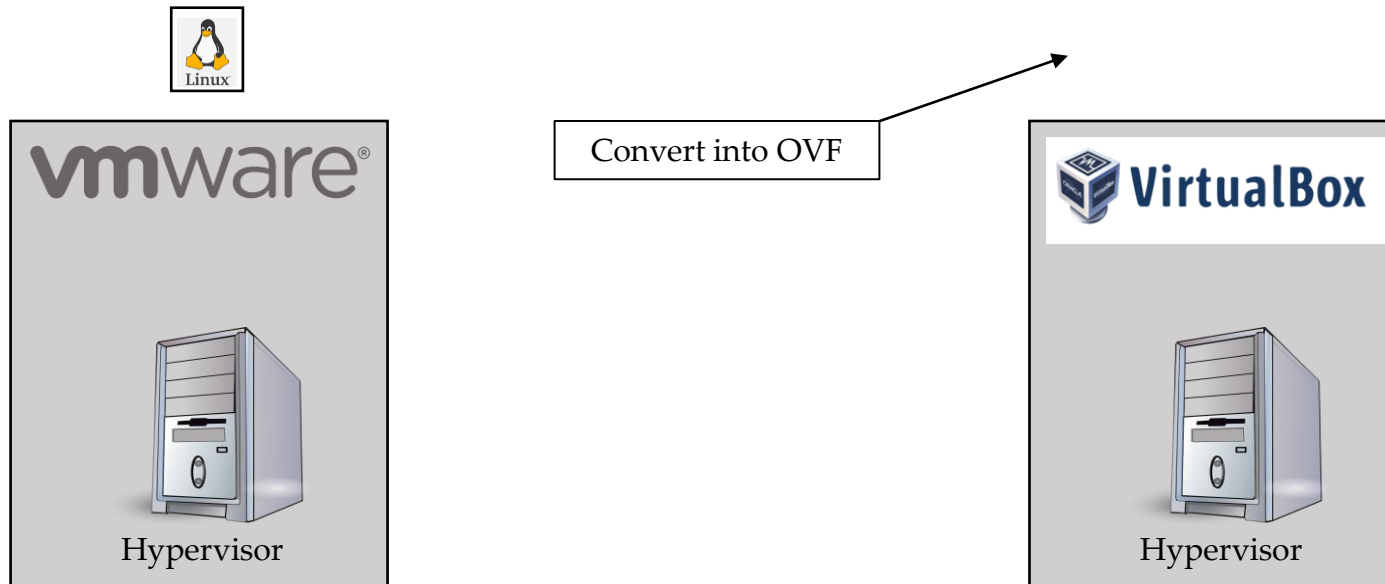 Linux
Convert into OVF
vmware®
VirtualBox
Hypervisor
Hypervisor